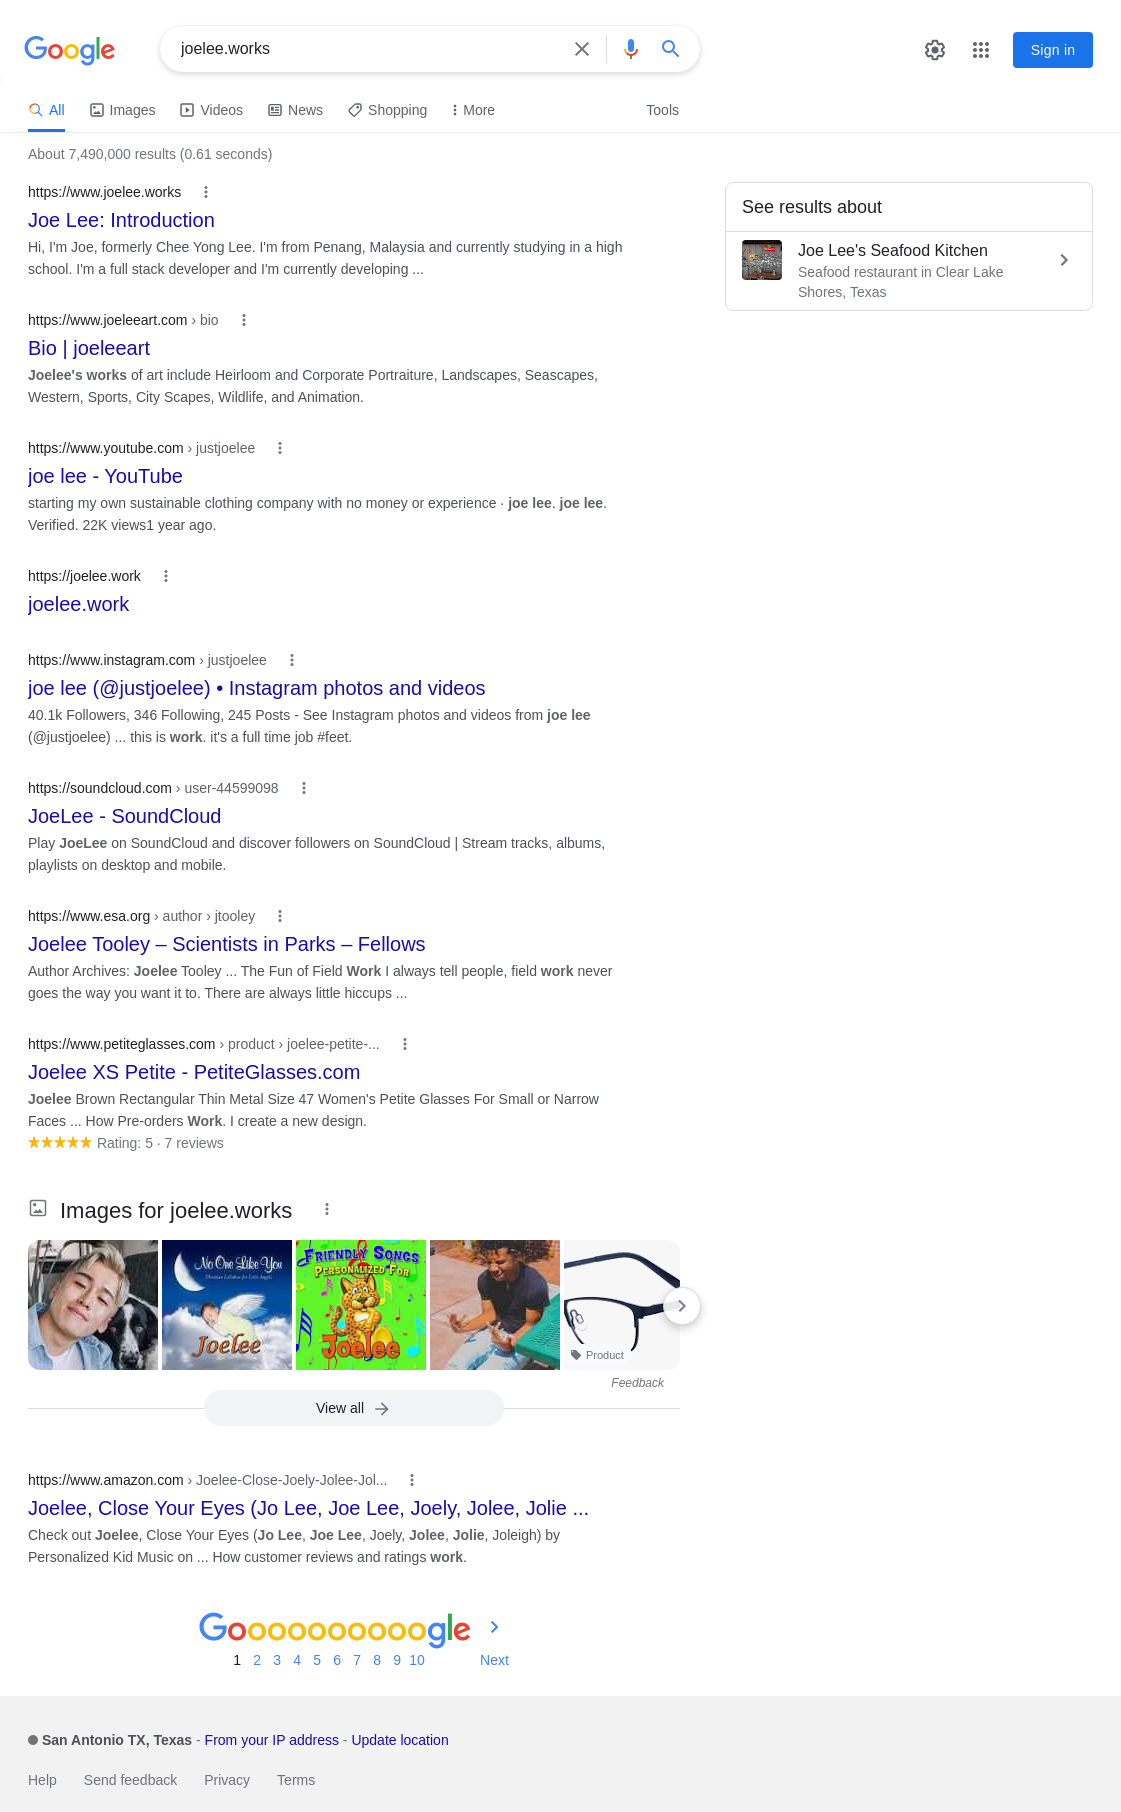 Google
joelee.works
Sign in
All
Images
Videos
News
Shopping
More
Tools
About 7,490,000 results (0.61 seconds)
https://www.joelee.works
Joe Lee: Introduction
Hi, I'm Joe, formerly Chee Yong Lee. I'm from Penang, Malaysia and currently studying in a high
school. I'm a full stack developer and I'm currently developing ...
See results about
Joe Lee's Seafood Kitchen
Seafood restaurant in Clear Lake
Shores, Texas
https://www.joeleeart.com › bio
Bio | joeleeart
Joelee's works of art include Heirloom and Corporate Portraiture, Landscapes, Seascapes,
Western, Sports, City Scapes, Wildlife, and Animation.
https://www.youtube.com › justjoelee
joe lee - YouTube
starting my own sustainable clothing company with no money or experience · joe lee. joe lee.
Verified. 22K views1 year ago.
https://joelee.work
joelee.work
https://www.instagram.com › justjoelee
joe lee (@justjoelee) • Instagram photos and videos
40.1k Followers, 346 Following, 245 Posts - See Instagram photos and videos from joe lee
(@justjoelee) ... this is work. it's a full time job #feet.
https://soundcloud.com › user-44599098
JoeLee - SoundCloud
Play JoeLee on SoundCloud and discover followers on SoundCloud | Stream tracks, albums,
playlists on desktop and mobile.
https://www.esa.org › author › jtooley
Joelee Tooley – Scientists in Parks – Fellows
Author Archives: Joelee Tooley ... The Fun of Field Work I always tell people, field work never
goes the way you want it to. There are always little hiccups ...
https://www.petiteglasses.com › product › joelee-petite-...
Joelee XS Petite - PetiteGlasses.com
Joelee Brown Rectangular Thin Metal Size 47 Women's Petite Glasses For Small or Narrow
Faces ... How Pre-orders Work. I create a new design.
Rating: 5 · 7 reviews
Images for joelee.works
No One Like You
Joelee
FRIENDLY SONGS
PERSONALIZED FOR
Joelee
Product
Feedback
View all
https://www.amazon.com › Joelee-Close-Joely-Jolee-Jol...
Joelee, Close Your Eyes (Jo Lee, Joe Lee, Joely, Jolee, Jolie ...
Check out Joelee, Close Your Eyes (Jo Lee, Joe Lee, Joely, Jolee, Jolie, Joleigh) by
Personalized Kid Music on ... How customer reviews and ratings work.
Goooooooooogle
1 2 3 4 5 6 7 8 9 10 Next
San Antonio TX, Texas - From your IP address - Update location
Help
Send feedback
Privacy
Terms